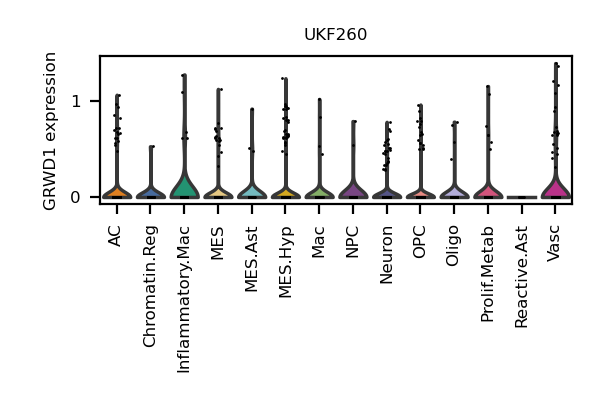 UKF260
GRWD1 expression
1
0
AC
Chromatin.Reg
Inflammatory.Mac
MES
MES.Ast
MES.Hyp
Mac
NPC
Neuron
OPC
Oligo
Prolif.Metab
Reactive.Ast
Vasc